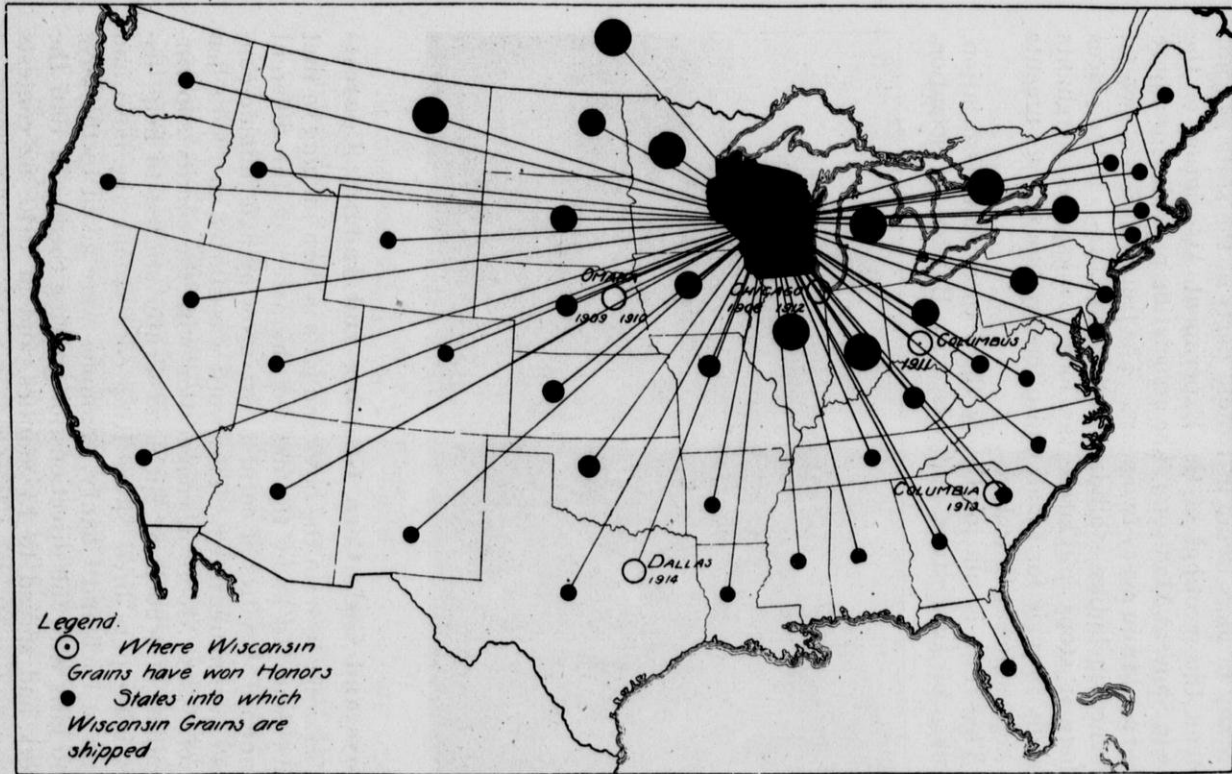 OMAHA
1909 1910
CHICAGO
1908 1912
COLUMBUS
1911
COLUMBIA
1913
DALLAS
1914
Legend.
Where Wisconsin
Grains have won Honors
States into which
Wisconsin Grains are
shipped